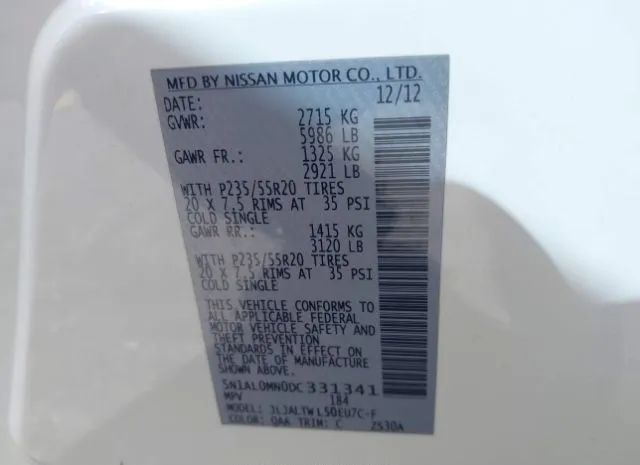 MFD BY NISSAN MOTOR CO., LTD.
DATE: 12/12
GVWR: 2715 KG
5986 LB
GAWR FR.: 1325 KG
2921 LB
WITH P235/55R20 TIRES
20 X 7.5 RIMS AT 35 PSI
COLD SINGLE
GAWR RR.: 1415 KG
3120 LB
WITH P235/55R20 TIRES
20 X 7.5 RIMS AT 35 PSI
COLD SINGLE
THIS VEHICLE CONFORMS TO
ALL APPLICABLE FEDERAL
MOTOR VEHICLE SAFETY AND
THEFT PREVENTION
STANDARDS IN EFFECT ON
THE DATE OF MANUFACTURE
SHOWN ABOVE.
5N1AL0MN0DC331341
MPV 184
MODEL: JLJALTWL50EU7C-F
COLOR: QAA TRIM: C 2S30A